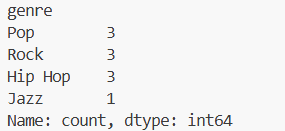 genre
Pop        3
Rock       3
Hip Hop    3
Jazz       1
Name: count, dtype: int64